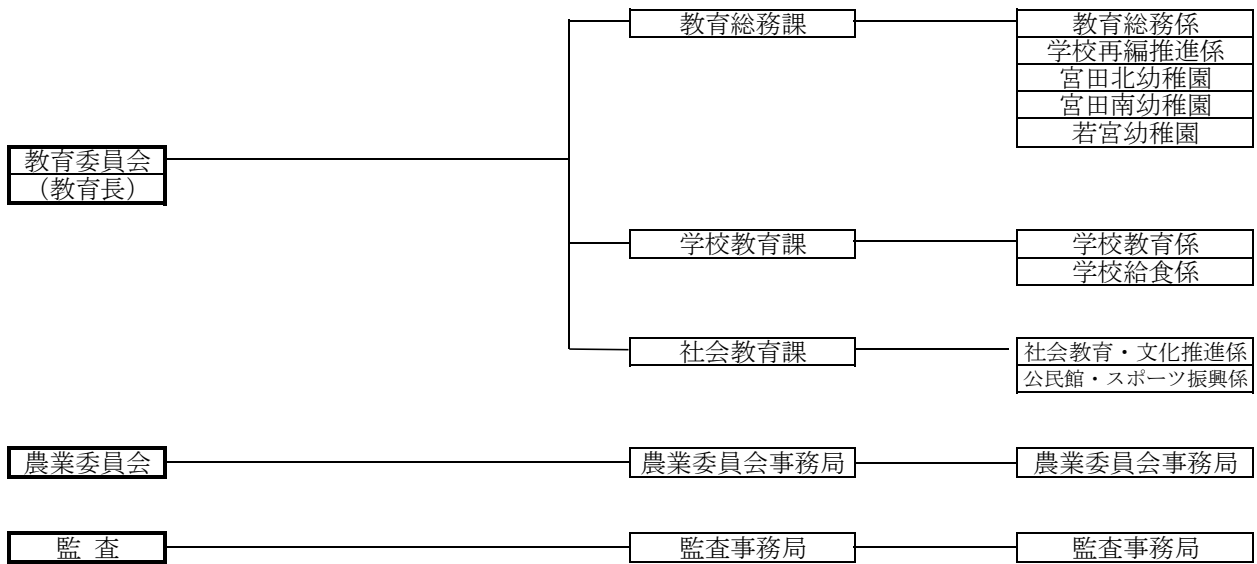 教育総務課
教育総務係
学校再編推進係
宮田北幼稚園
宮田南幼稚園
若宮幼稚園
教育委員会
（教育長）
学校教育課
学校教育係
学校給食係
社会教育課
社会教育・文化推進係
公民館・スポーツ振興係
農業委員会
農業委員会事務局
農業委員会事務局
監 査
監査事務局
監査事務局